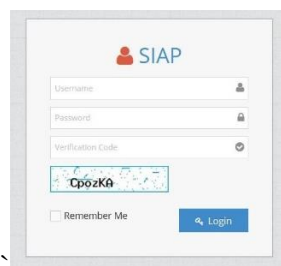 SIAP
Username
Password
Verification Code
CpozKA
Remember Me
Login